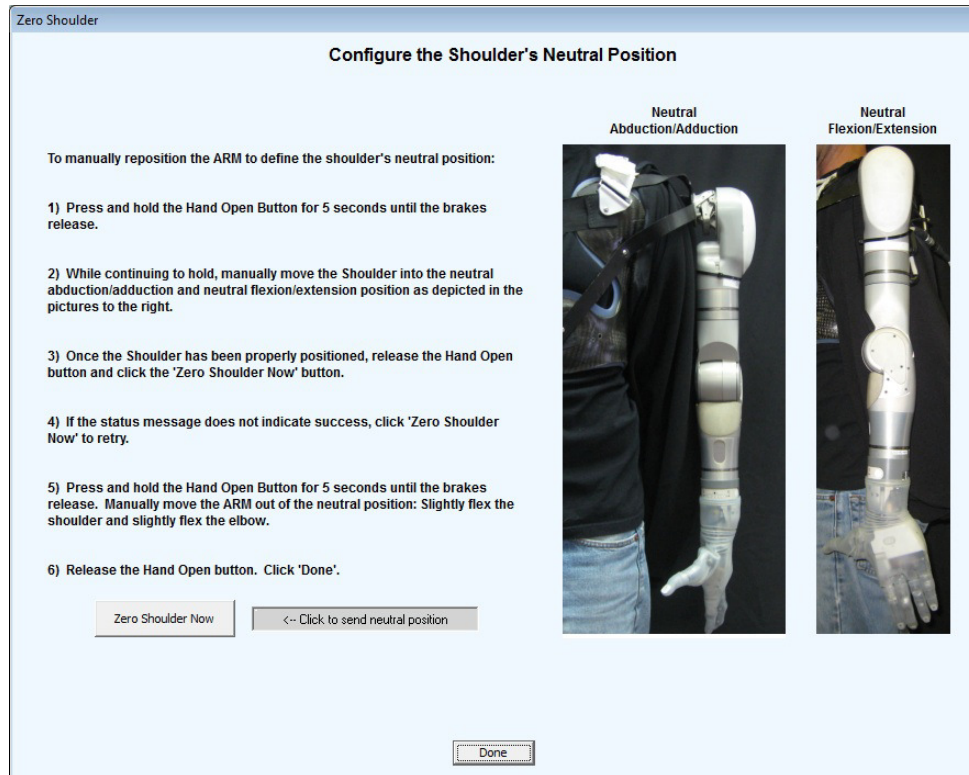 Zero Shoulder
Configure the Shoulder's Neutral Position
Neutral
Abduction/Adduction
Neutral
Flexion/Extension
To manually reposition the ARM to define the shoulder's neutral position:
1) Press and hold the Hand Open Button for 5 seconds until the brakes
release.
2) While continuing to hold, manually move the Shoulder into the neutral
abduction/adduction and neutral flexion/extension position as depicted in the
pictures to the right.
3) Once the Shoulder has been properly positioned, release the Hand Open
button and click the 'Zero Shoulder Now' button.
4) If the status message does not indicate success, click 'Zero Shoulder
Now' to retry.
5) Press and hold the Hand Open Button for 5 seconds until the brakes
release. Manually move the ARM out of the neutral position: Slightly flex the
shoulder and slightly flex the elbow.
6) Release the Hand Open button. Click 'Done'.
Zero Shoulder Now
<-- Click to send neutral position
Done